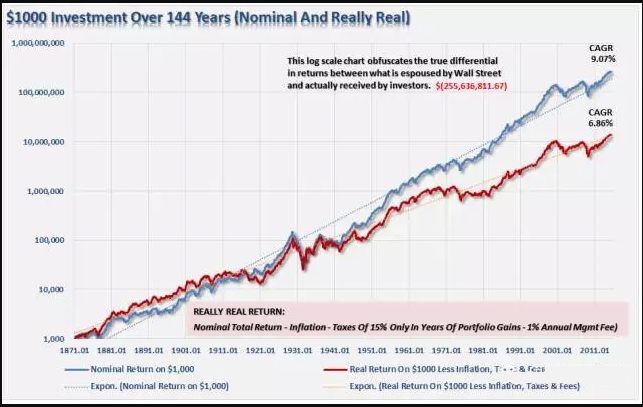 $1000 Investment Over 144 Years (Nominal And Really Real)
1,000,000,000
100,000,000
10,000,000
1,000,000
100,000
10,000
1,000
This log scale chart obfuscates the true differential
in returns between what is espoused by Wall Street
and actually received by investors. $(255,636,811.67)
CAGR
9.07%
CAGR
6.86%
REALLY REAL RETURN:
Nominal Total Return - Inflation - Taxes Of 15% Only In Years Of Portfolio Gains - 1% Annual Mgmt Fee)
1871.01 1881.01 1891.01 1901.01 1911.01 1921.01 1931.01 1941.01 1951.01 1961.01 1971.01 1981.01 1991.01 2001.01 2011.01
Nominal Return on $1,000
Real Return On $1000 Less Inflation, & Fees
Expon. (Nominal Return on $1,000)
Expon. (Real Return On $1000 Less Inflation, Taxes & Fees)